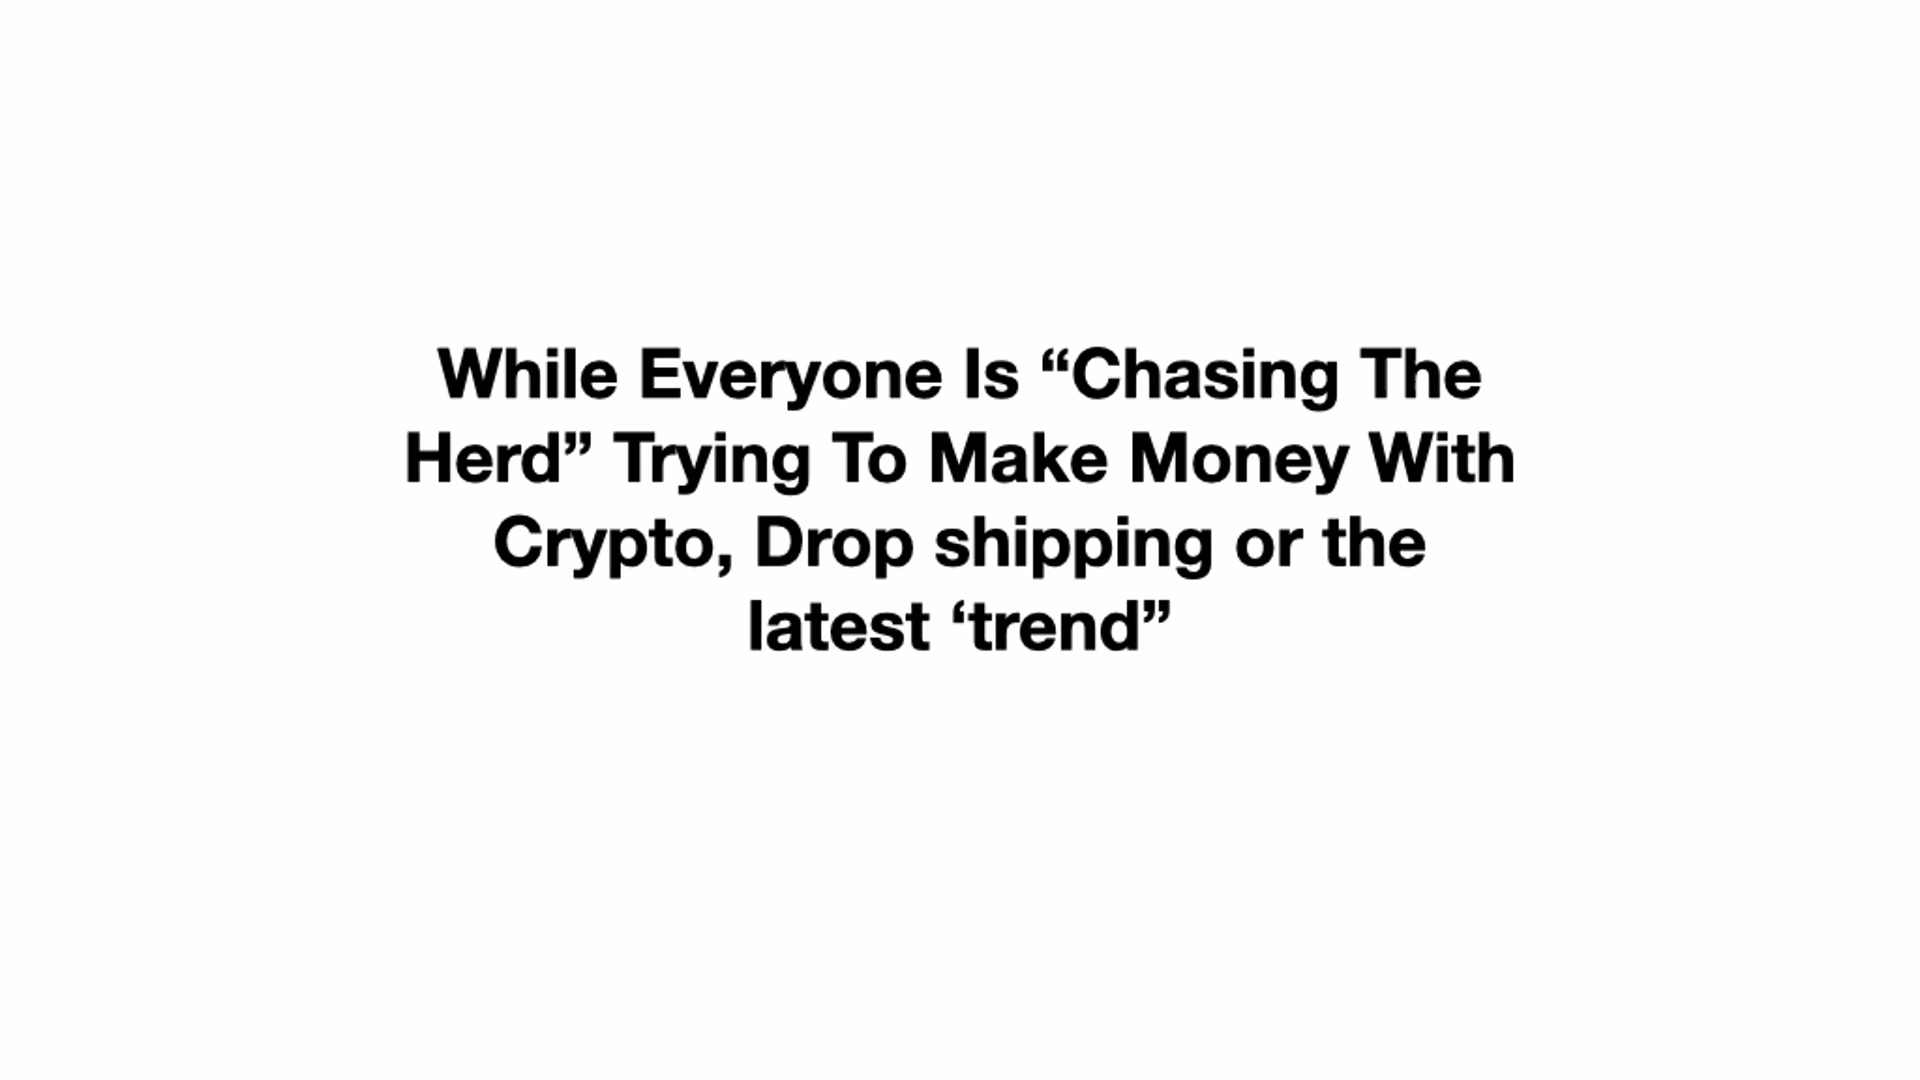 While Everyone Is “Chasing The
Herd” Trying To Make Money With
Crypto, Drop shipping or the
latest ‘trend”